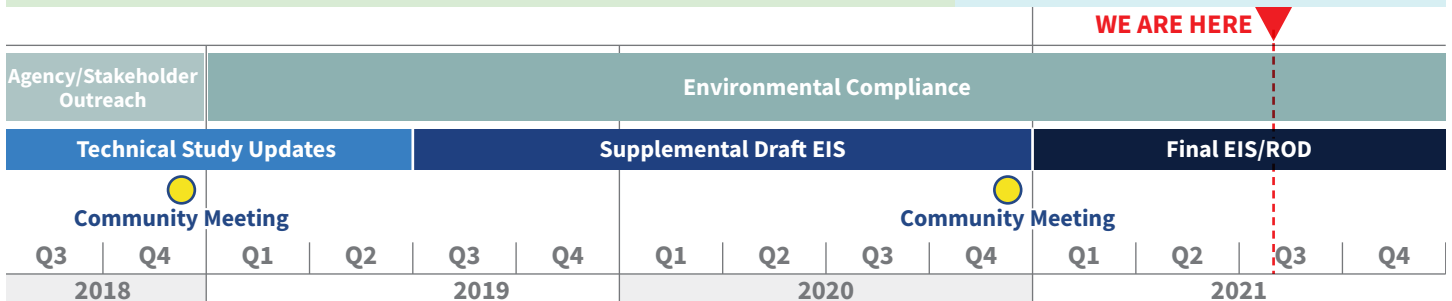 WE ARE HERE
Agency/Stakeholder
Outreach
Environmental Compliance
Technical Study Updates
Supplemental Draft EIS
Final EIS/ROD
Community Meeting
Community Meeting
Q3 Q4 Q1 Q2 Q3 Q4 Q1 Q2 Q3 Q4 Q1 Q2 Q3 Q4
2018 2019 2020 2021